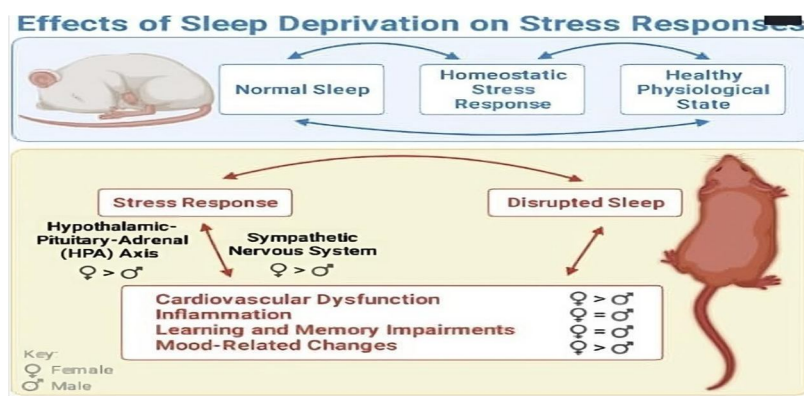 Effects of Sleep Deprivation on Stress Responses
Normal Sleep
Homeostatic
Stress
Response
Healthy
Physiological
State
Stress Response
Disrupted Sleep
Hypothalamic-
Pituitary-Adrenal
(HPA) Axis
♀ > ♂
Sympathetic
Nervous System
♀ > ♂
Cardiovascular Dysfunction ♀ > ♂
Inflammation ♀ = ♂
Learning and Memory Impairments ♀ = ♂
Mood-Related Changes ♀ > ♂
Key:
♀ Female
♂ Male